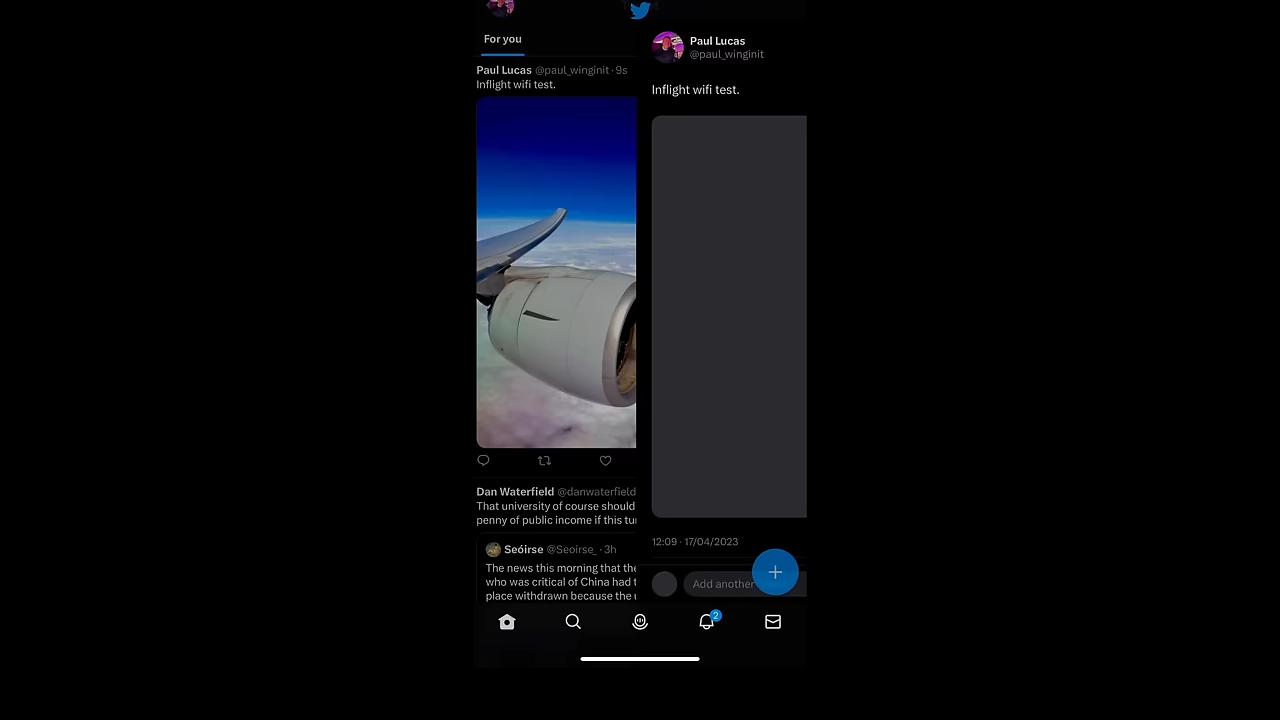 For you
Paul Lucas @paul_winginit · 9s
Inflight wifi test.
Dan Waterfield @danwaterfield
That university of course should
penny of public income if this
Seóirse @Seoirse_ · 3h
The news this morning that the
who was critical of China had
place withdrawn because the
Paul Lucas
@paul_winginit
Inflight wifi test.
12:09 · 17/04/2023
Add another
2